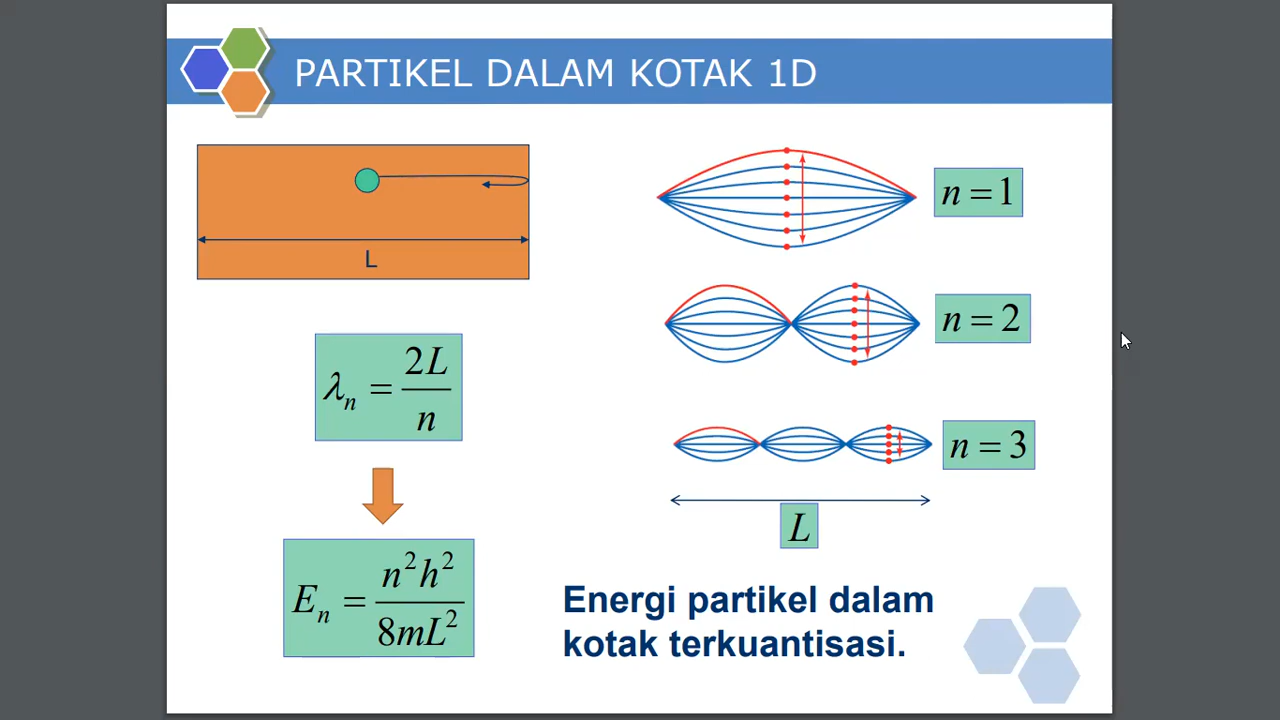 PARTIKEL DALAM KOTAK 1D
L
λₙ = 2L/n
Eₙ = n²h²/8mL²
n = 1
n = 2
n = 3
L
Energi partikel dalam
kotak terkuantisasi.